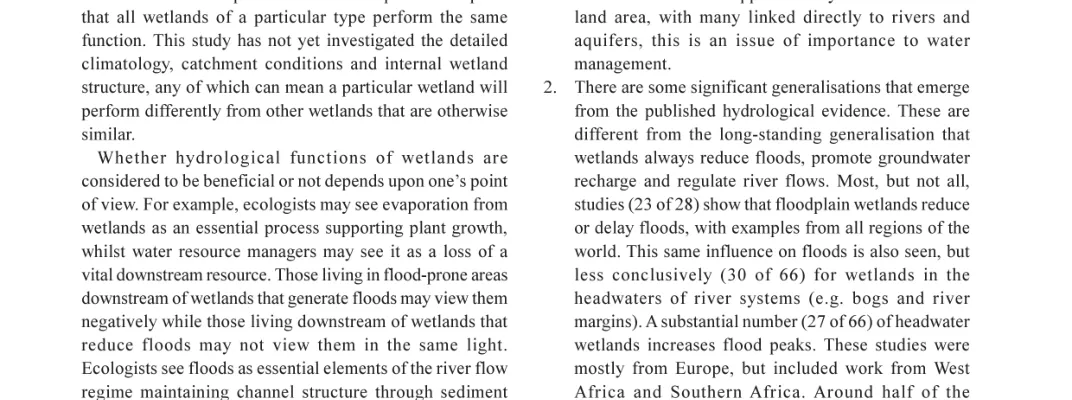 that all wetlands of a particular type perform the same
function. This study has not yet investigated the detailed
climatology, catchment conditions and internal wetland
structure, any of which can mean a particular wetland will
perform differently from other wetlands that are otherwise
similar.
Whether hydrological functions of wetlands are
considered to be beneficial or not depends upon one's point
of view. For example, ecologists may see evaporation from
wetlands as an essential process supporting plant growth,
whilst water resource managers may see it as a loss of a
vital downstream resource. Those living in flood-prone areas
downstream of wetlands that generate floods may view them
negatively while those living downstream of wetlands that
reduce floods may not view them in the same light.
Ecologists see floods as essential elements of the river flow
regime maintaining channel structure through sediment
land area, with many linked directly to rivers and
aquifers, this is an issue of importance to water
management.
2. There are some significant generalisations that emerge
from the published hydrological evidence. These are
different from the long-standing generalisation that
wetlands always reduce floods, promote groundwater
recharge and regulate river flows. Most, but not all,
studies (23 of 28) show that floodplain wetlands reduce
or delay floods, with examples from all regions of the
world. This same influence on floods is also seen, but
less conclusively (30 of 66) for wetlands in the
headwaters of river systems (e.g. bogs and river
margins). A substantial number (27 of 66) of headwater
wetlands increases flood peaks. These studies were
mostly from Europe, but included work from West
Africa and Southern Africa. Around half of the